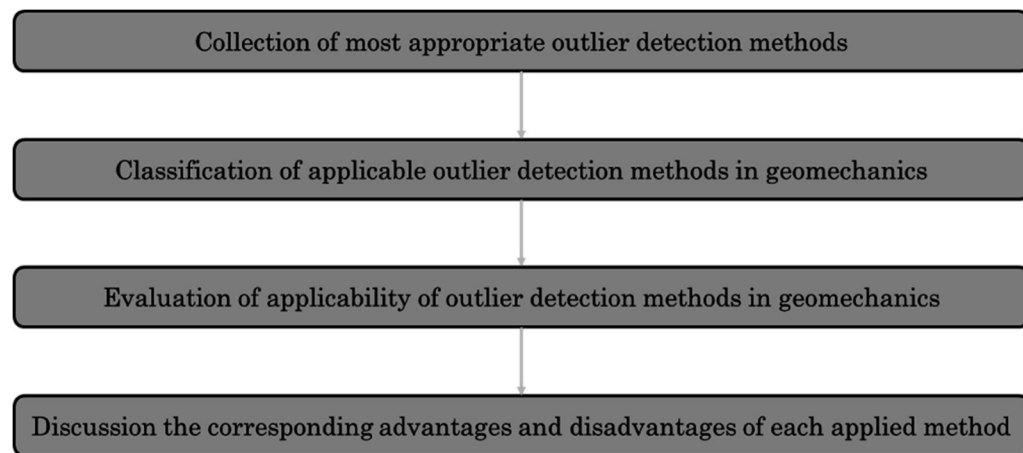 Collection of most appropriate outlier detection methods
Classification of applicable outlier detection methods in geomechanics
Evaluation of applicability of outlier detection methods in geomechanics
Discussion the corresponding advantages and disadvantages of each applied method